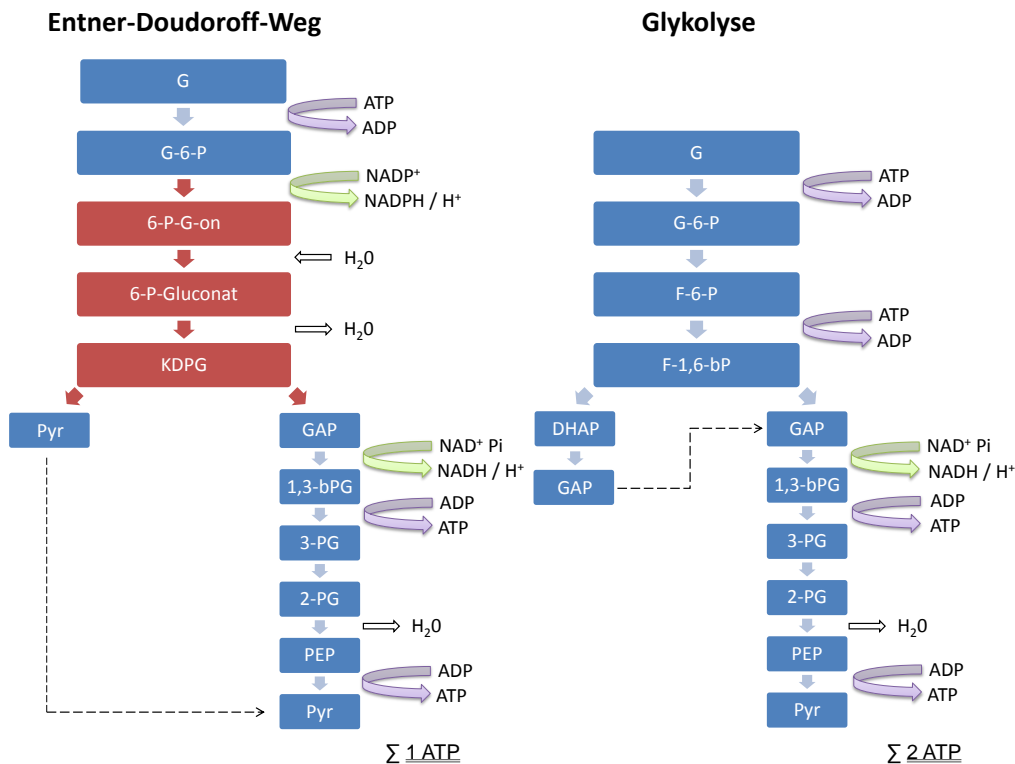 Entner-Doudoroff-Weg
G
ATP
ADP
G-6-P
NADP⁺
NADPH / H⁺
6-P-G-on
H₂0
6-P-Gluconat
H₂0
KDPG
Pyr
GAP
NAD⁺ Pi
NADH / H⁺
1,3-bPG
ADP
ATP
3-PG
2-PG
H₂0
PEP
ADP
ATP
Pyr
∑ 1 ATP
Glykolyse
G
ATP
ADP
G-6-P
F-6-P
ATP
ADP
F-1,6-bP
DHAP
GAP
GAP
NAD⁺ Pi
NADH / H⁺
1,3-bPG
ADP
ATP
3-PG
2-PG
H₂0
PEP
ADP
ATP
Pyr
∑ 2 ATP